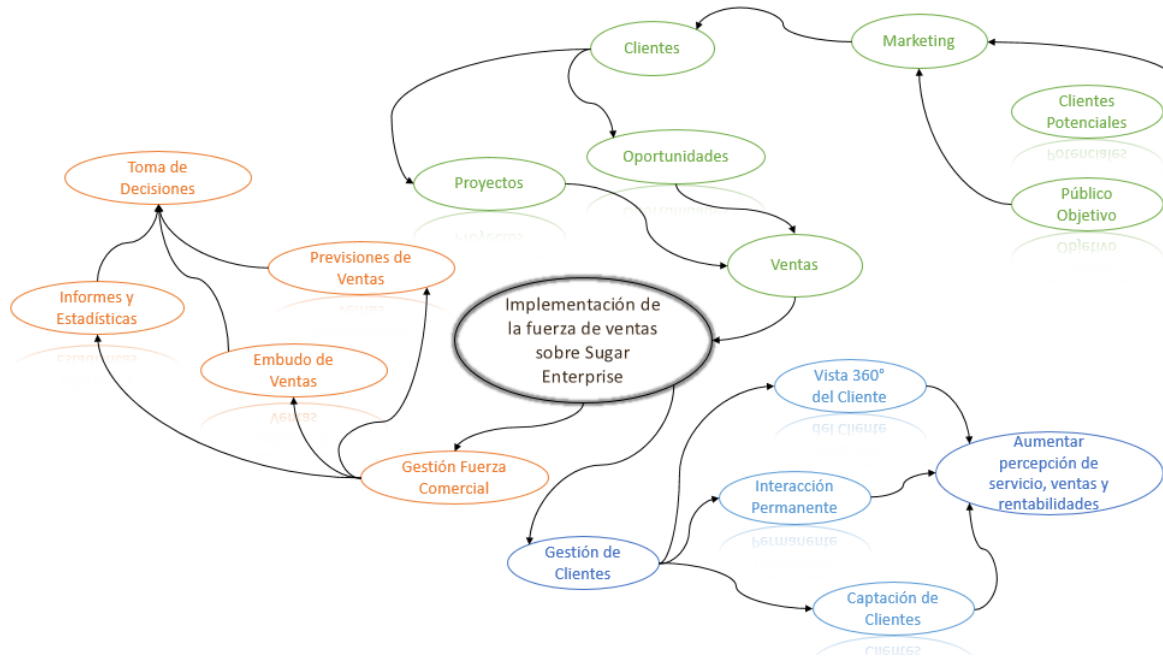 Clientes
Marketing
Clientes
Potenciales
Oportunidades
Toma de
Decisiones
Proyectos
Público
Objetivo
Previsiones de
Ventas
Ventas
Informes y
Estadísticas
Implementación de
la fuerza de ventas
sobre Sugar
Enterprise
Embudo de
Ventas
Vista 360°
del Cliente
Gestión Fuerza
Comercial
Aumentar
percepción de
servicio, ventas y
rentabilidades
Interacción
Permanente
Gestión de
Clientes
Captación de
Clientes